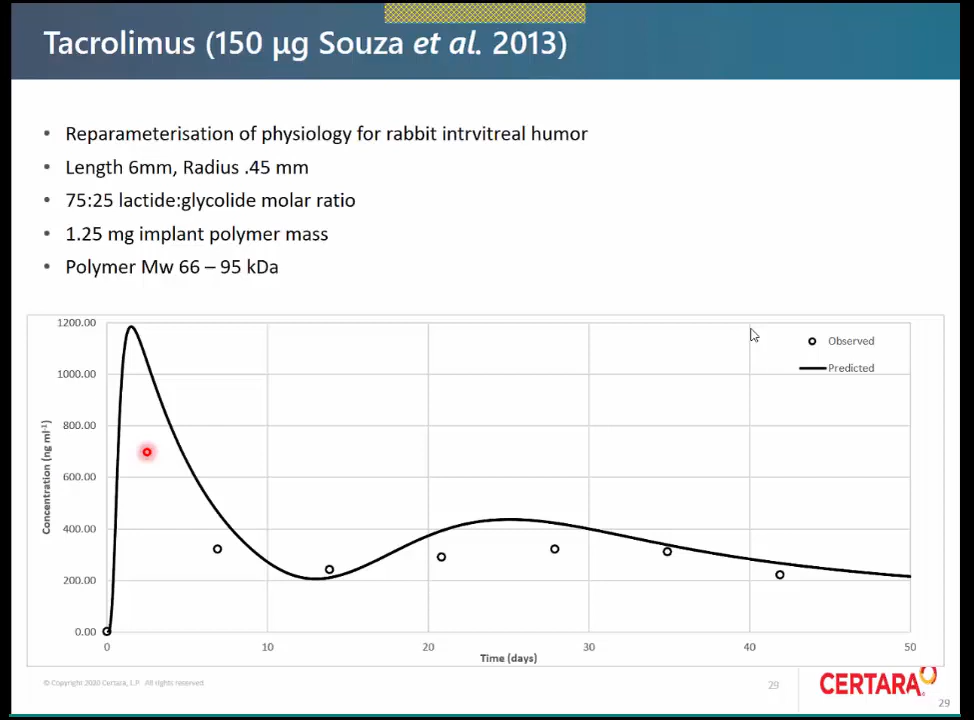 Tacrolimus (150 µg Souza et al. 2013)
• Reparameterisation of physiology for rabbit intrvitreal humor
• Length 6mm, Radius .45 mm
• 75:25 lactide:glycolide molar ratio
• 1.25 mg implant polymer mass
• Polymer Mw 66 – 95 kDa
1200.00
1000.00
800.00
600.00
400.00
200.00
0.00
Concentration (ng ml-1)
Observed
Predicted
0 10 20 30 40 50
Time (days)
© Copyright 2020 Certara, L.P. All rights reserved
29
CERTARA
29